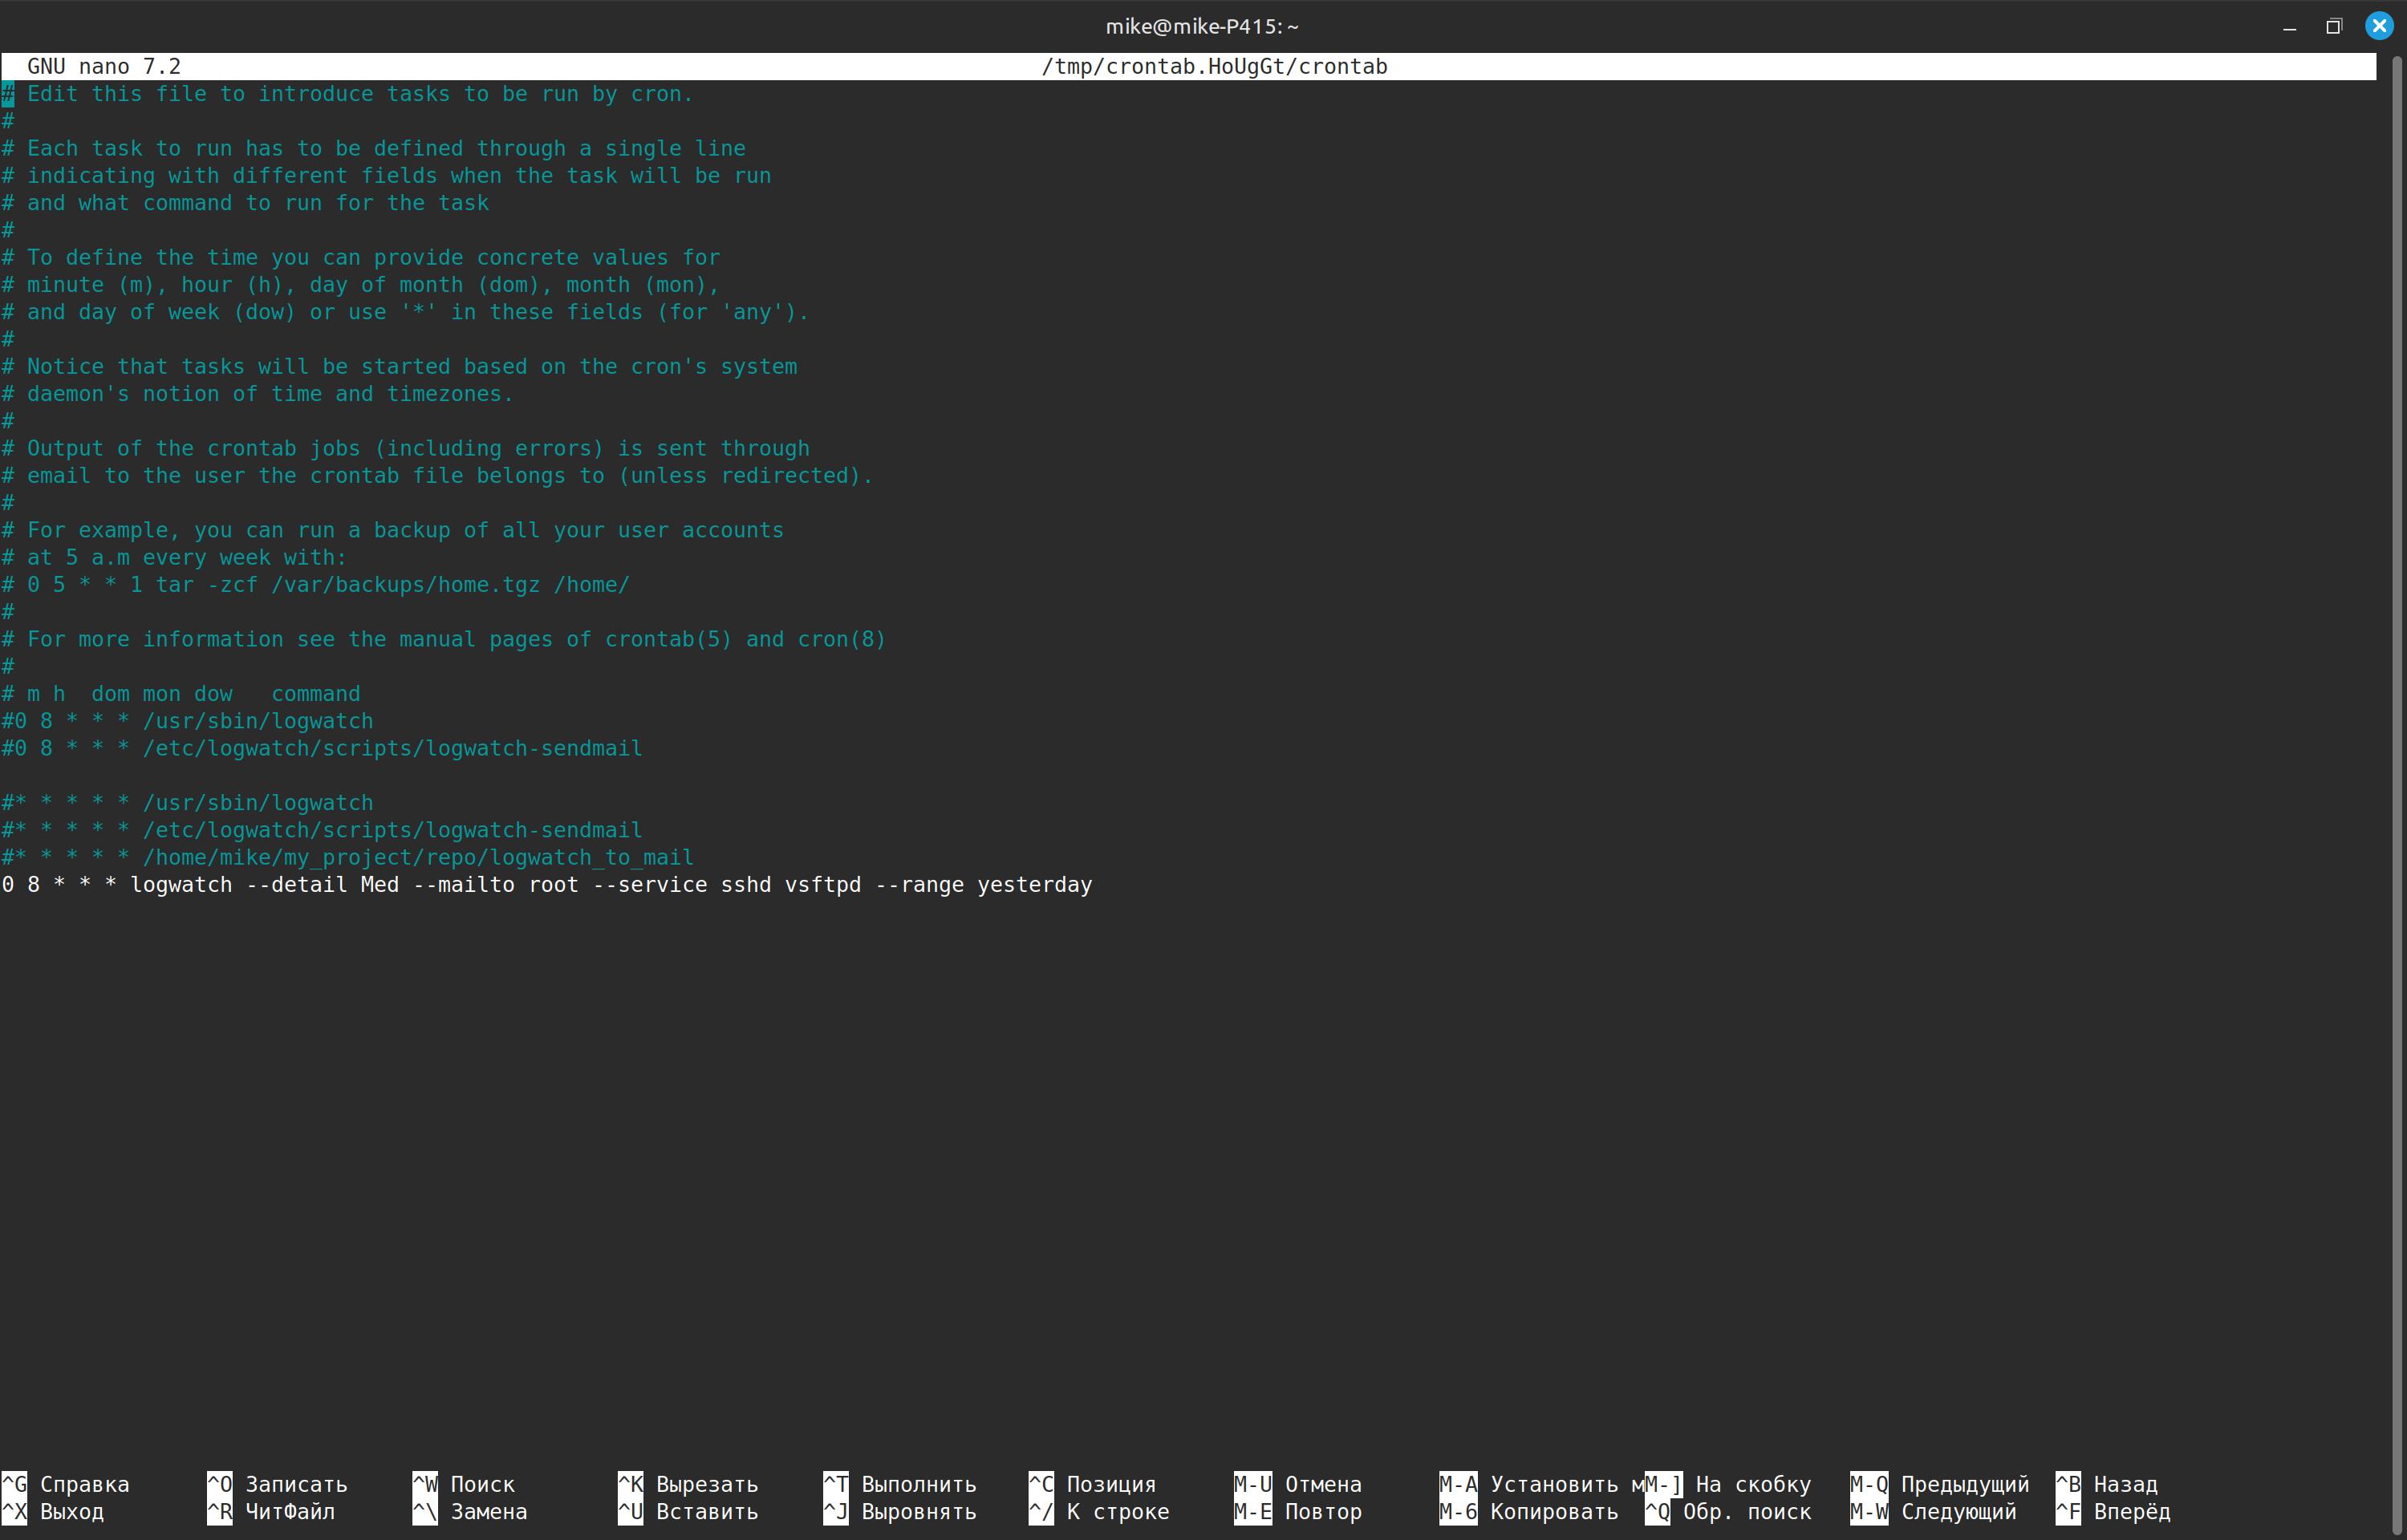 mike@mike-P415: ~
GNU nano 7.2 /tmp/crontab.HoUgGt/crontab
# Edit this file to introduce tasks to be run by cron.
#
# Each task to run has to be defined through a single line
# indicating with different fields when the task will be run
# and what command to run for the task
#
# To define the time you can provide concrete values for
# minute (m), hour (h), day of month (dom), month (mon),
# and day of week (dow) or use '*' in these fields (for 'any').
#
# Notice that tasks will be started based on the cron's system
# daemon's notion of time and timezones.
#
# Output of the crontab jobs (including errors) is sent through
# email to the user the crontab file belongs to (unless redirected).
#
# For example, you can run a backup of all your user accounts
# at 5 a.m every week with:
# 0 5 * * 1 tar -zcf /var/backups/home.tgz /home/
#
# For more information see the manual pages of crontab(5) and cron(8)
#
# m h  dom mon dow   command
#0 8 * * * /usr/sbin/logwatch
#0 8 * * * /etc/logwatch/scripts/logwatch-sendmail
#* * * * * /usr/sbin/logwatch
#* * * * * /etc/logwatch/scripts/logwatch-sendmail
#* * * * * /home/mike/my_project/repo/logwatch_to_mail
0 8 * * * logwatch --detail Med --mailto root --service sshd vsftpd --range yesterday
^G Справка ^O Записать ^W Поиск ^K Вырезать ^T Выполнить ^C Позиция M-U Отмена M-A Установить м M-] На скобку M-Q Предыдущий ^B Назад
^X Выход ^R ЧитФайл ^\ Замена ^U Вставить ^J Выровнять ^/ К строке M-E Повтор M-6 Копировать ^Q Обр. поиск M-W Следующий ^F Вперёд